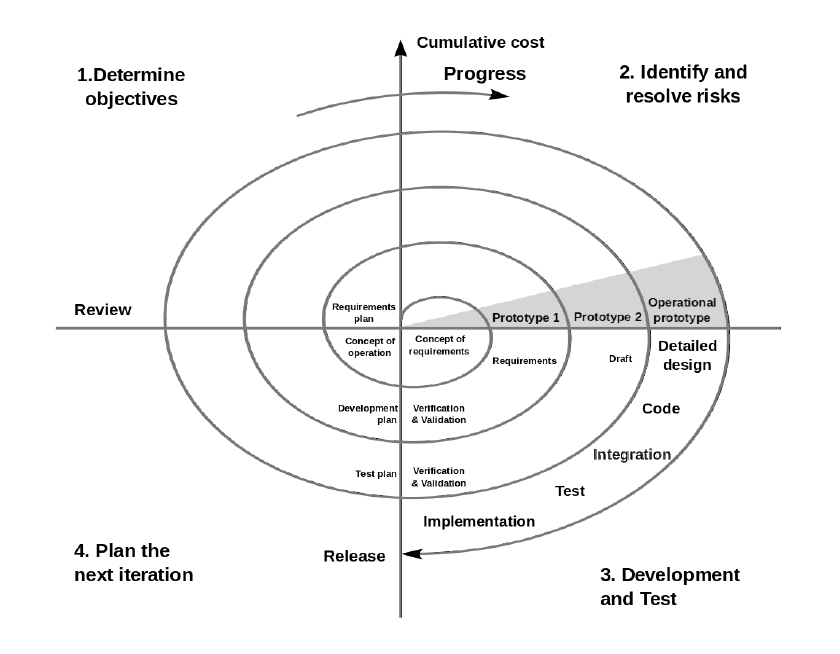 Cumulative cost
Progress
1.Determine
objectives
2. Identify and
resolve risks
Review
Requirements
plan
Prototype 1
Prototype 2
Operational
prototype
Concept of
operation
Concept of
requirements
Requirements
Draft
Detailed
design
Development
plan
Verification
& Validation
Code
Integration
Test plan
Verification
& Validation
Test
Implementation
Release
4. Plan the
next iteration
3. Development
and Test